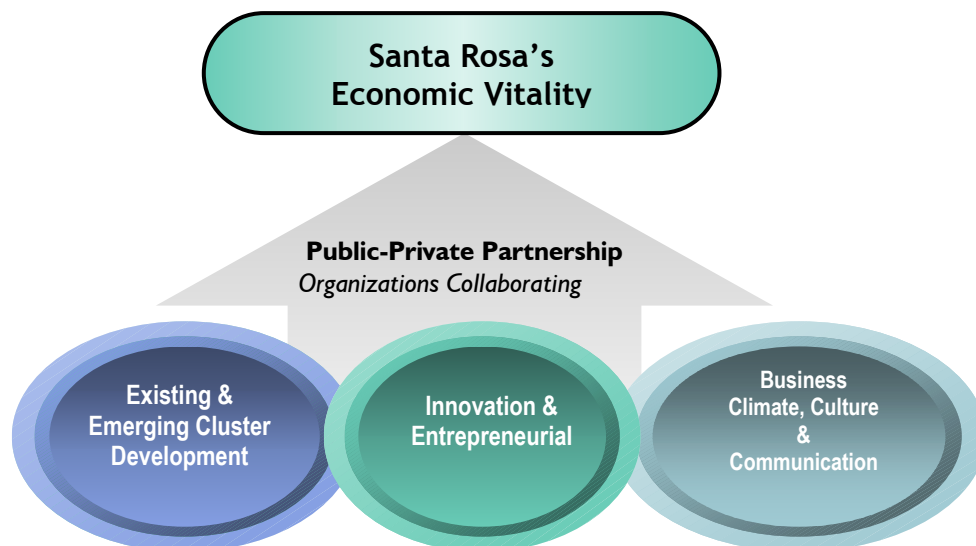 Santa Rosa’s
Economic Vitality
Public-Private Partnership
Organizations Collaborating
Existing &
Emerging Cluster
Development
Innovation &
Entrepreneurial
Business
Climate, Culture
&
Communication